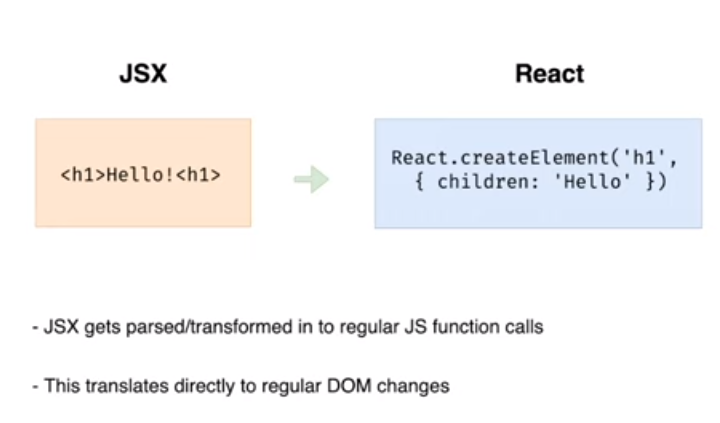 JSX
React
<h1>Hello!<h1>
React.createElement('h1',
{ children: 'Hello' })
- JSX gets parsed/transformed in to regular JS function calls
- This translates directly to regular DOM changes